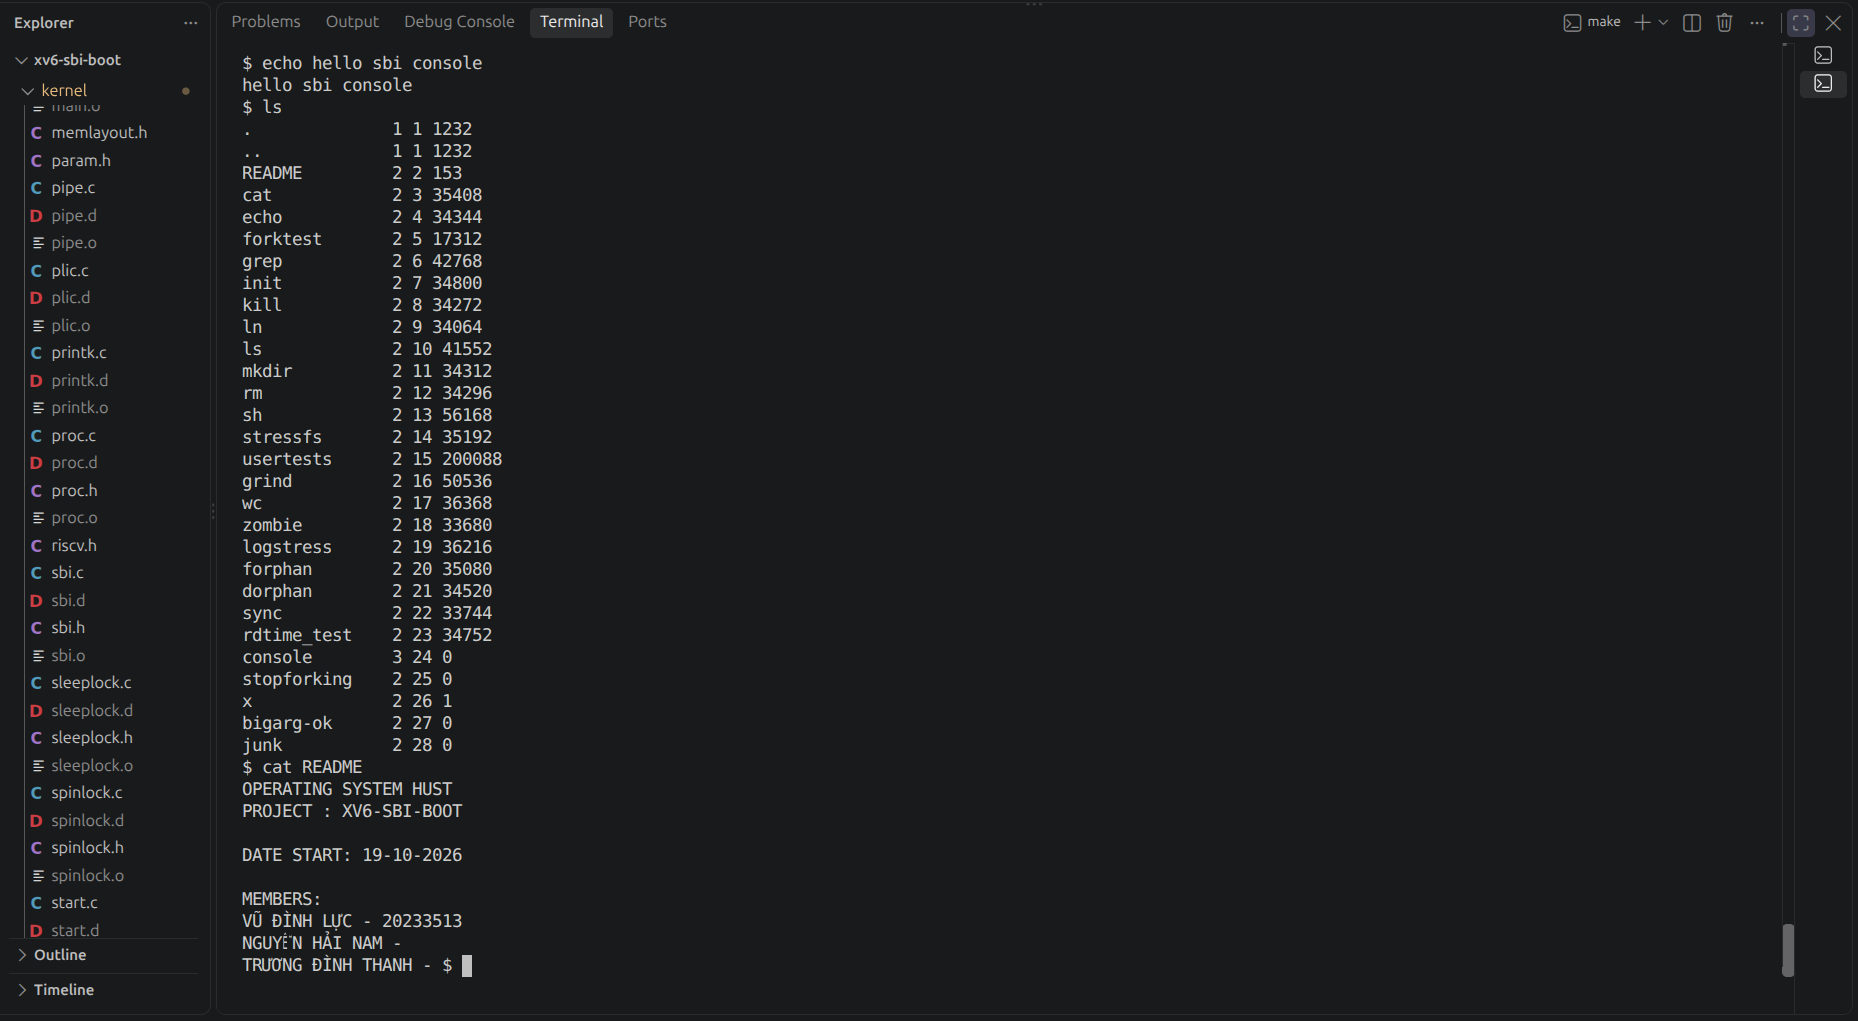 Explorer
xv6-sbi-boot
kernel
main.o
memlayout.h
param.h
pipe.c
pipe.d
pipe.o
plic.c
plic.d
plic.o
printk.c
printk.d
printk.o
proc.c
proc.d
proc.h
proc.o
riscv.h
sbi.c
sbi.d
sbi.h
sbi.o
sleeplock.c
sleeplock.d
sleeplock.h
sleeplock.o
spinlock.c
spinlock.d
spinlock.h
spinlock.o
start.c
start.d
Outline
Timeline
Problems Output Debug Console Terminal Ports
make
$ echo hello sbi console
hello sbi console
$ ls
. 1 1 1232
.. 1 1 1232
README 2 2 153
cat 2 3 35408
echo 2 4 34344
forktest 2 5 17312
grep 2 6 42768
init 2 7 34800
kill 2 8 34272
ln 2 9 34064
ls 2 10 41552
mkdir 2 11 34312
rm 2 12 34296
sh 2 13 56168
stressfs 2 14 35192
usertests 2 15 200088
grind 2 16 50536
wc 2 17 36368
zombie 2 18 33680
logstress 2 19 36216
forphan 2 20 35080
dorphan 2 21 34520
sync 2 22 33744
rdtime_test 2 23 34752
console 3 24 0
stopforking 2 25 0
x 2 26 1
bigarg-ok 2 27 0
junk 2 28 0
$ cat README
OPERATING SYSTEM HUST
PROJECT : XV6-SBI-BOOT
DATE START: 19-10-2026
MEMBERS:
VŨ ĐÌNH LỰC - 20233513
NGUYỄN HẢI NAM -
TRƯƠNG ĐÌNH THANH - $